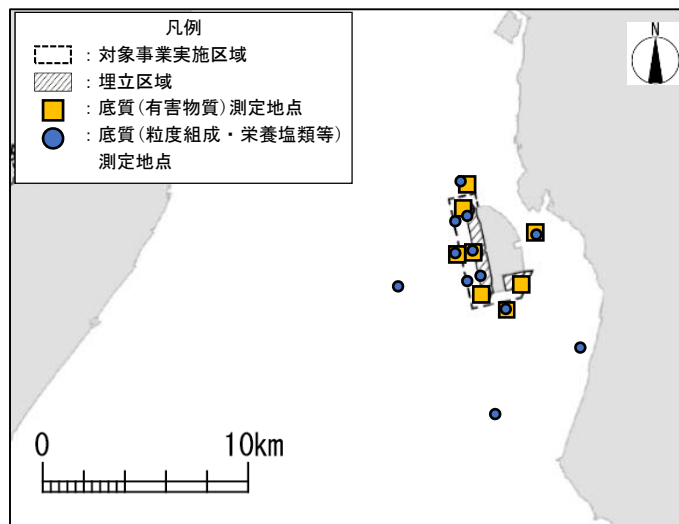 凡例
：対象事業実施区域
：埋立区域
：底質(有害物質)測定地点
：底質(粒度組成・栄養塩類等)
測定地点
N
0 10km